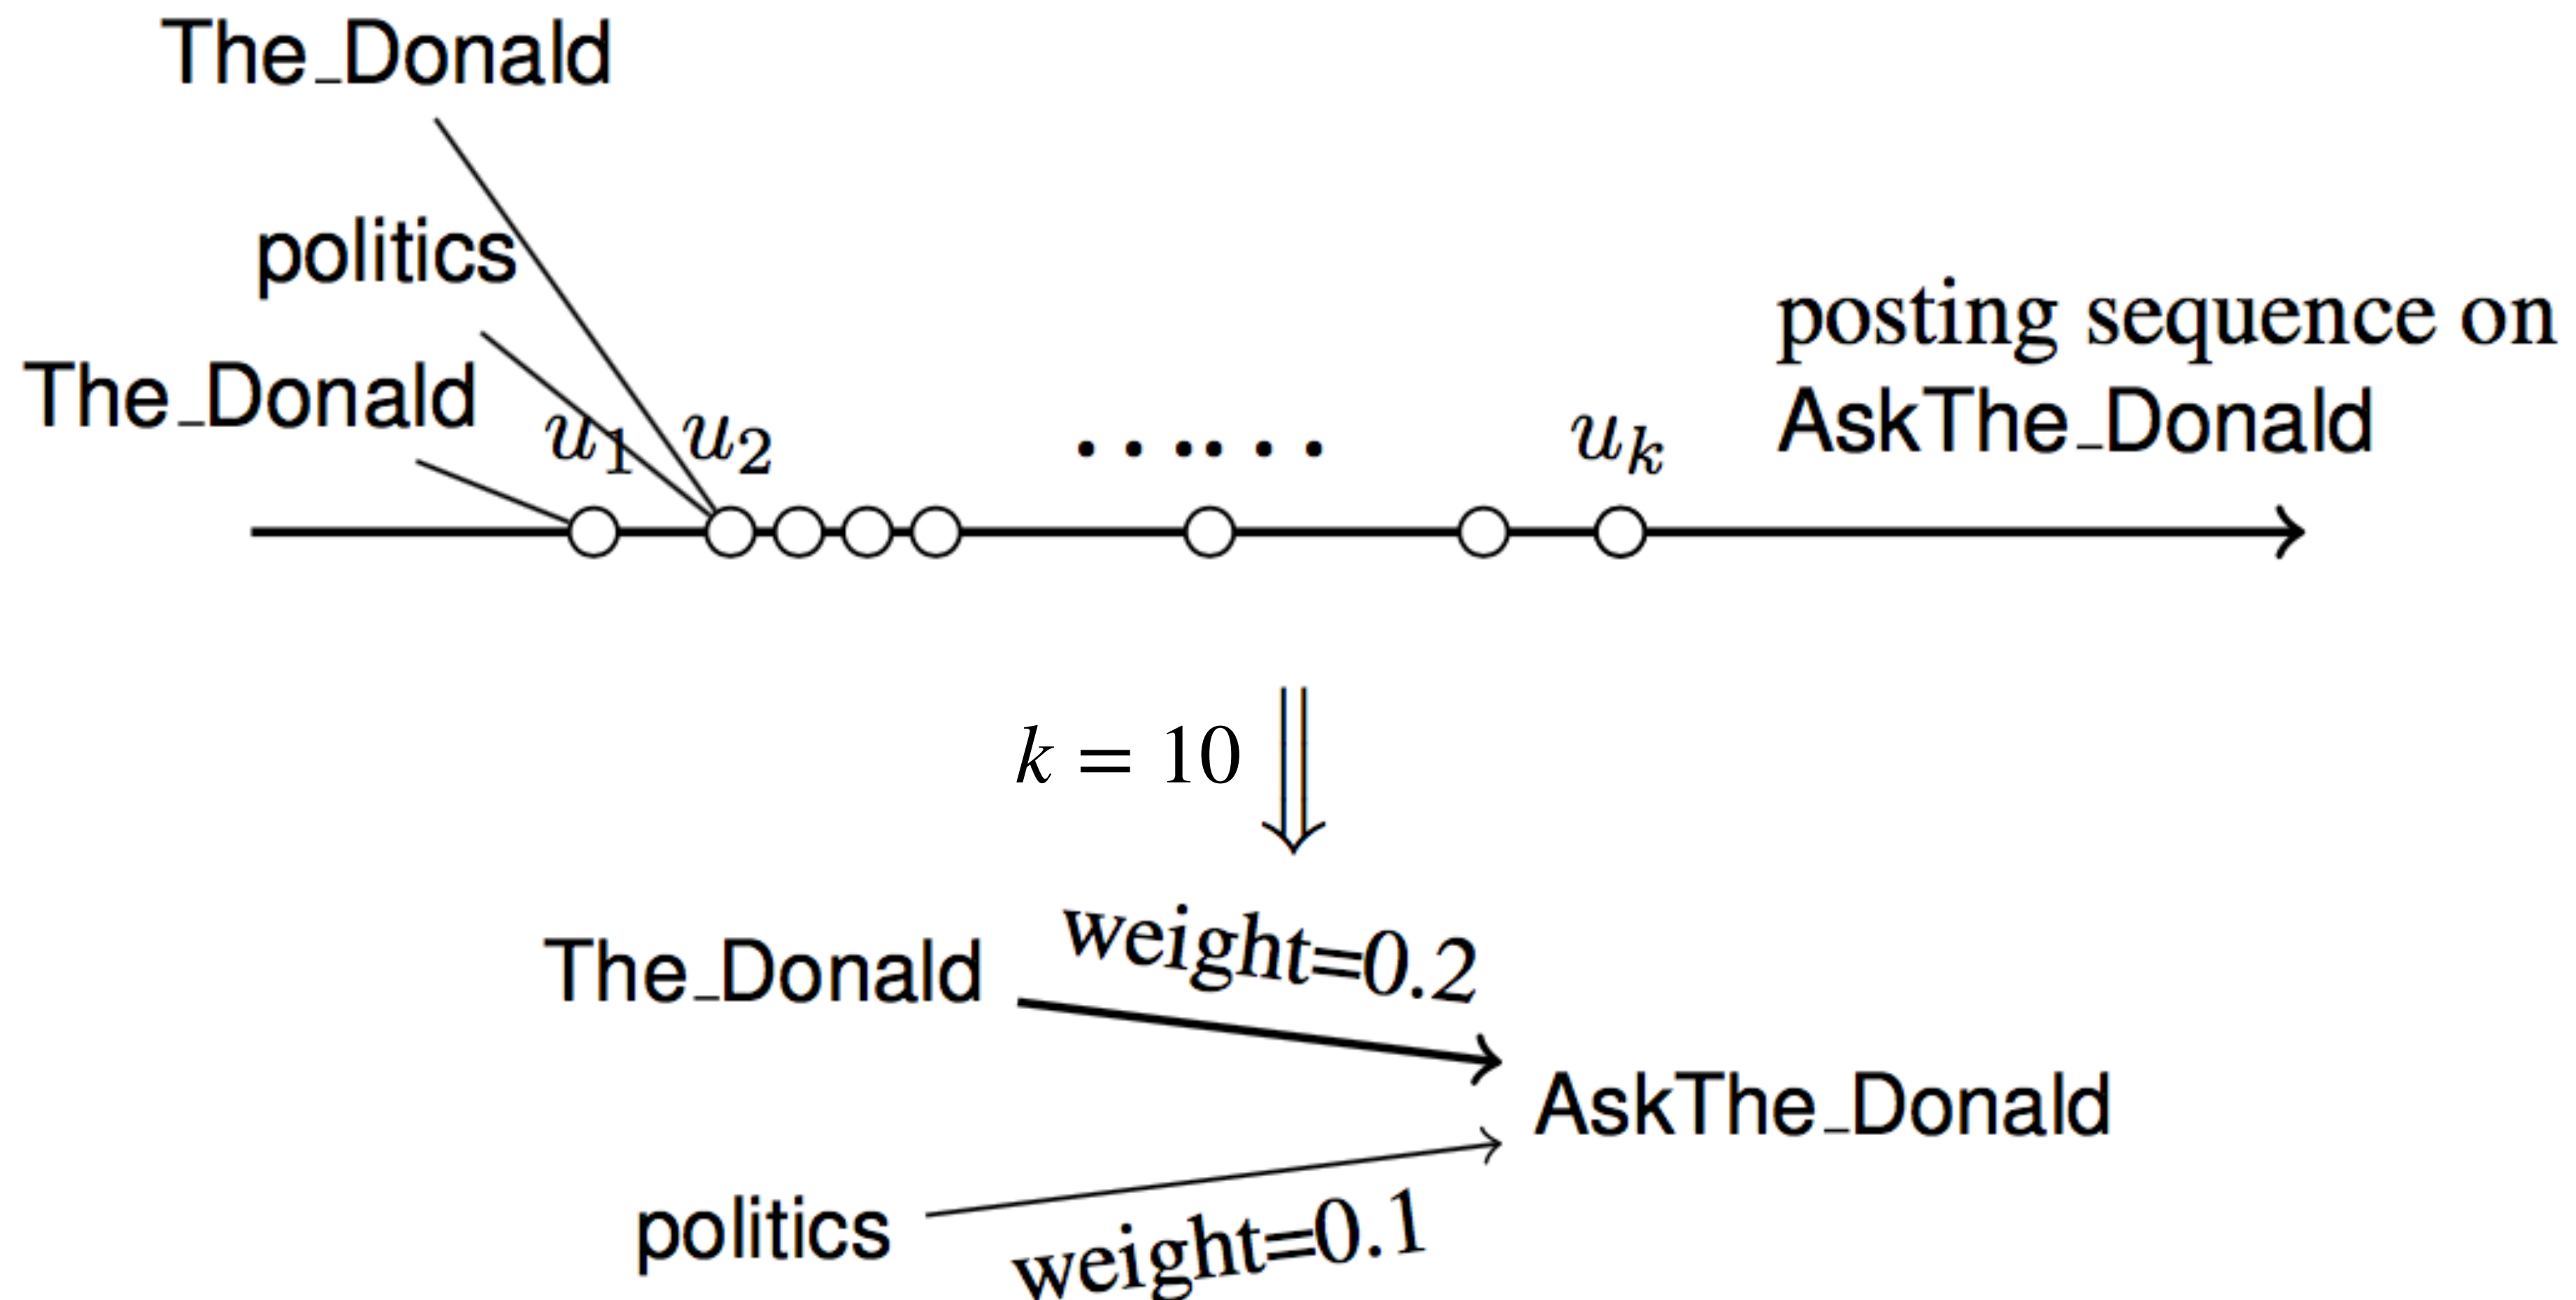 The_Donald
politics
The_Donald
u1 u2 ...... uk
posting sequence on
AskThe_Donald
k = 10
The_Donald
weight=0.2
AskThe_Donald
politics
weight=0.1